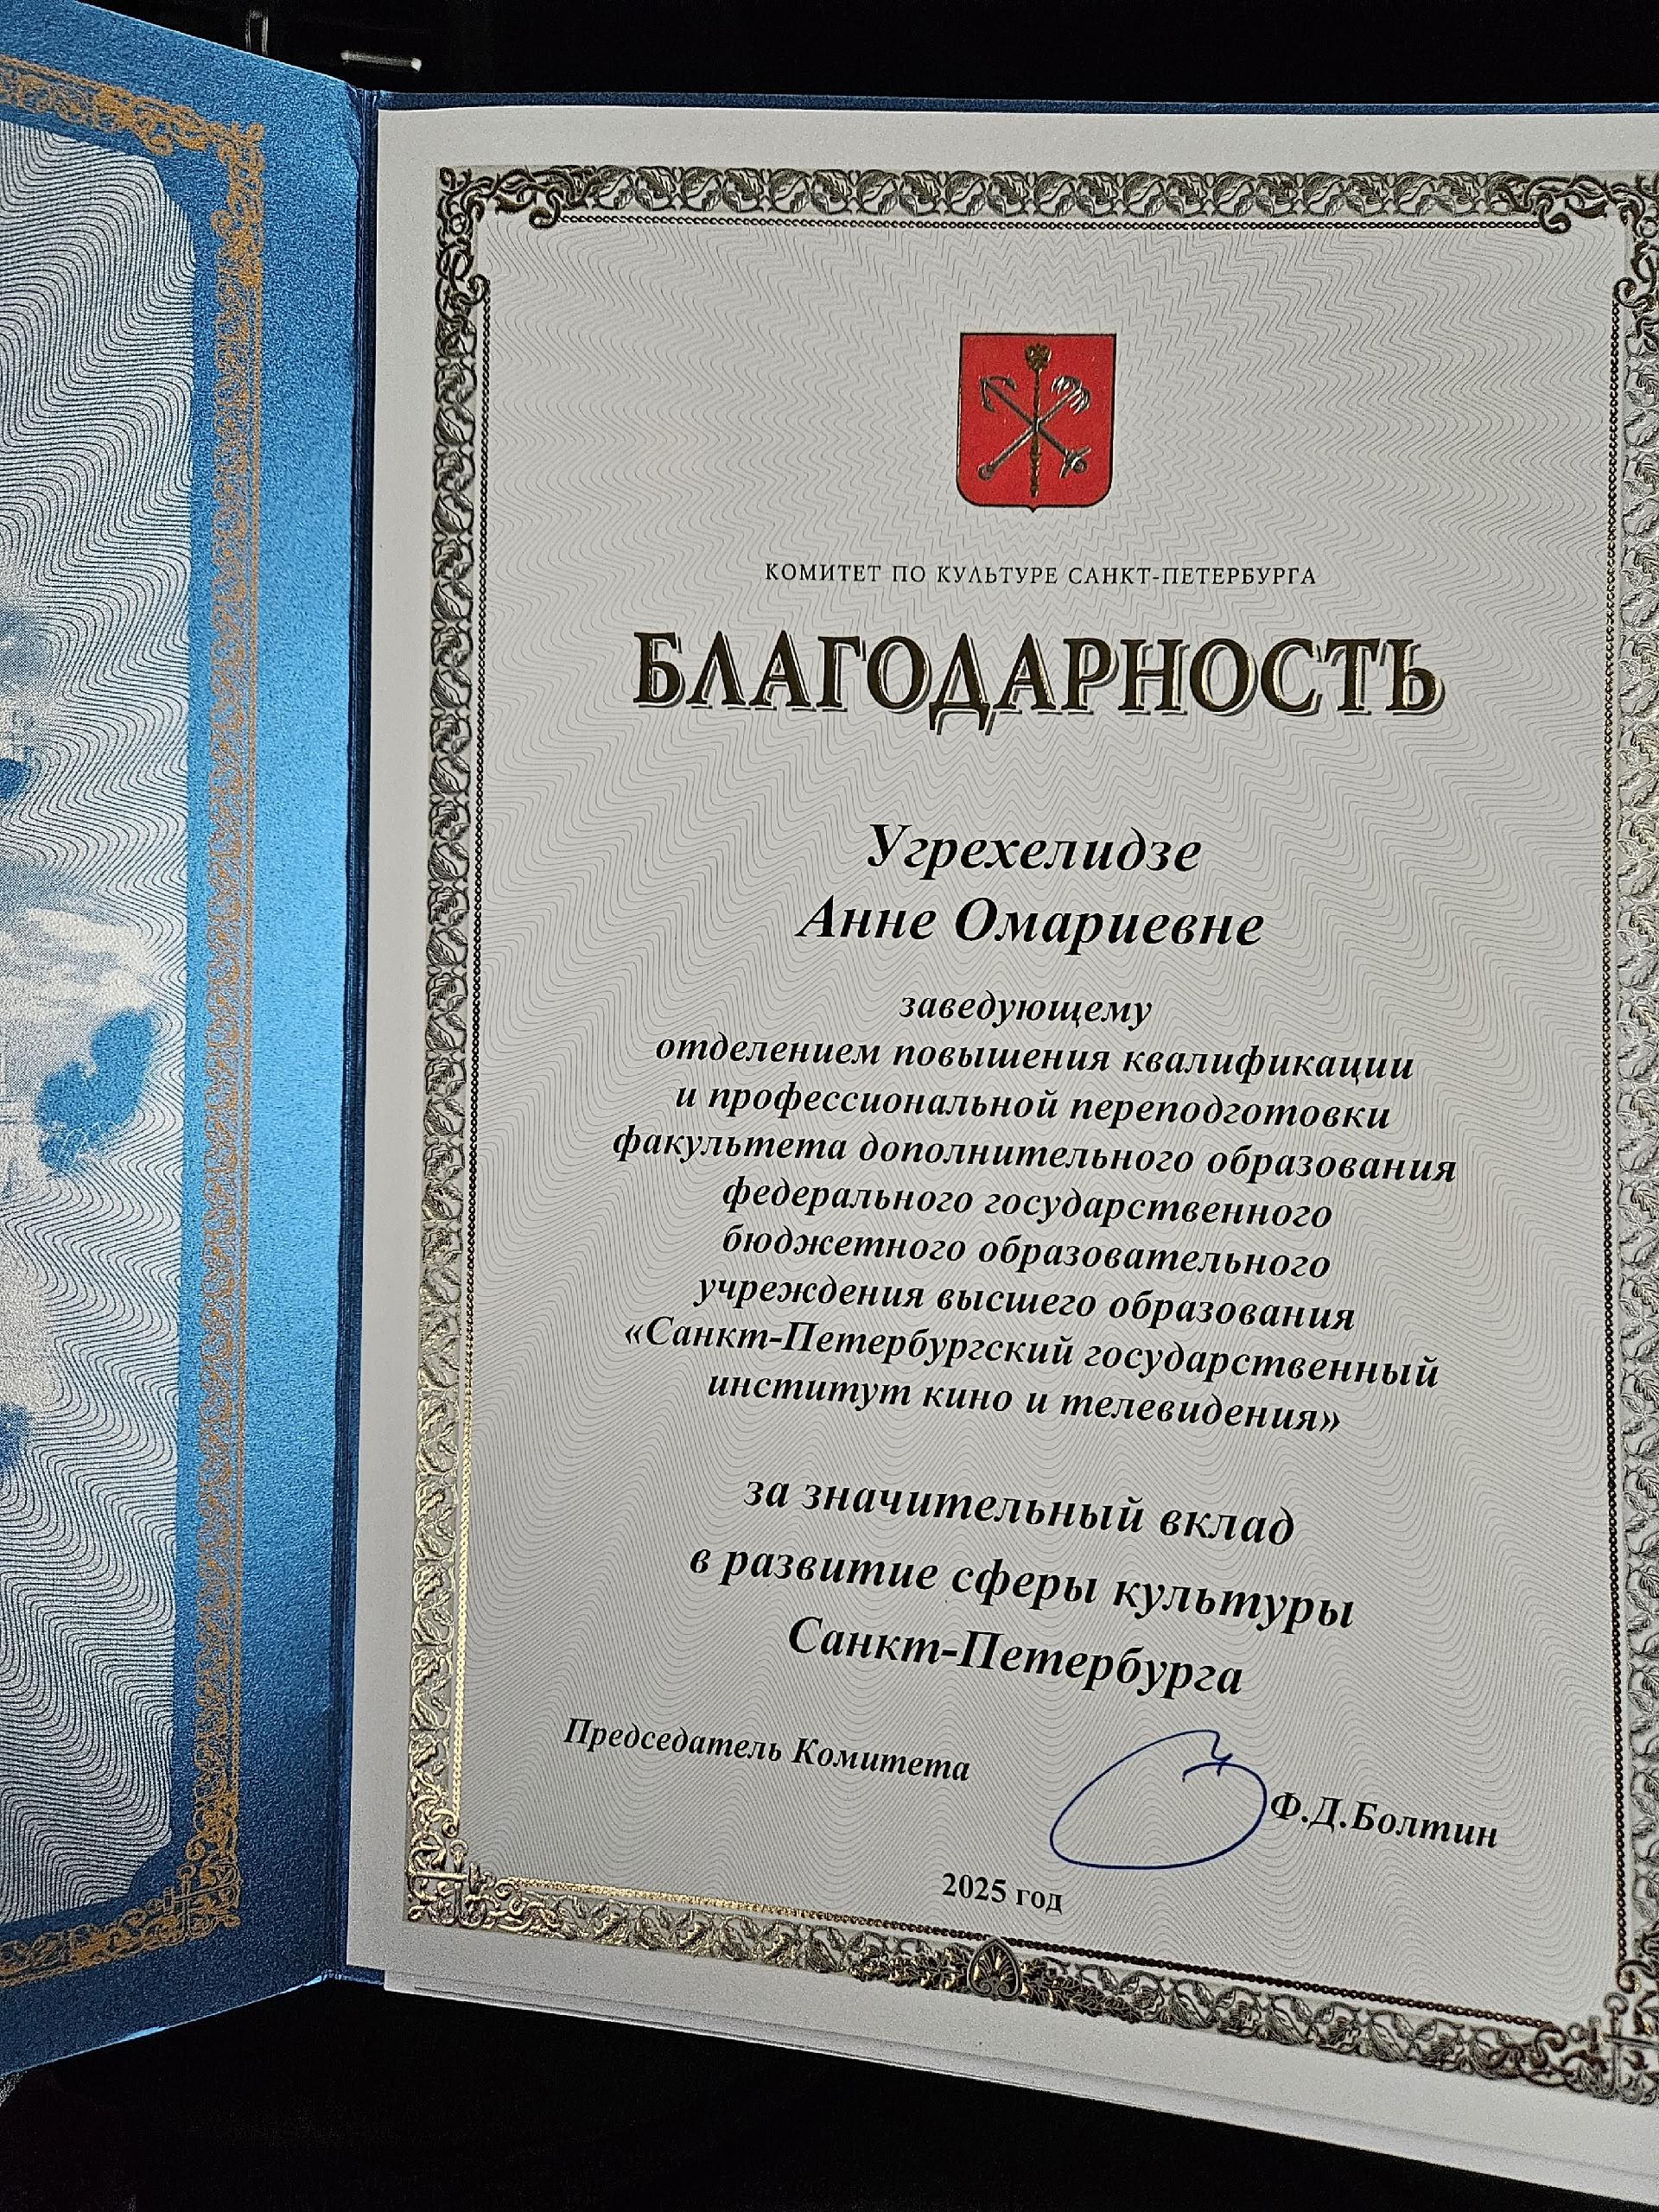 КОМИТЕТ ПО КУЛЬТУРЕ САНКТ-ПЕТЕРБУРГА
БЛАГОДАРНОСТЬ
Угрехелидзе
Анне Омариевне
заведующему
отделением повышения квалификации
и профессиональной переподготовки
факультета дополнительного образования
федерального государственного
бюджетного образовательного
учреждения высшего образования
«Санкт-Петербургский государственный
институт кино и телевидения»
за значительный вклад
в развитие сферы культуры
Санкт-Петербурга
Председатель Комитета
Ф.Д.Болтин
2025 год